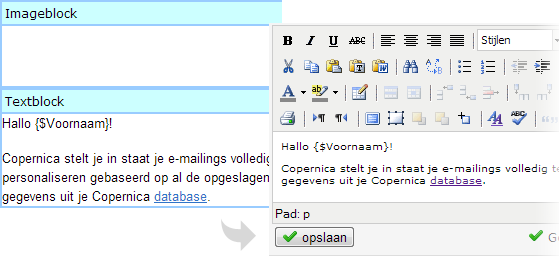 Imageblock
Textblock
Hallo {$Voornaam}!
Copernica stelt je in staat je e-mailings volledig
personaliseren gebaseerd op al de opgeslagen
gegevens uit je Copernica database.
B I U ABC Stijlen
Hallo {$Voornaam}!
Copernica stelt je in staat je e-mailings volledig
gegevens uit je Copernica database.
Pad: p
opslaan